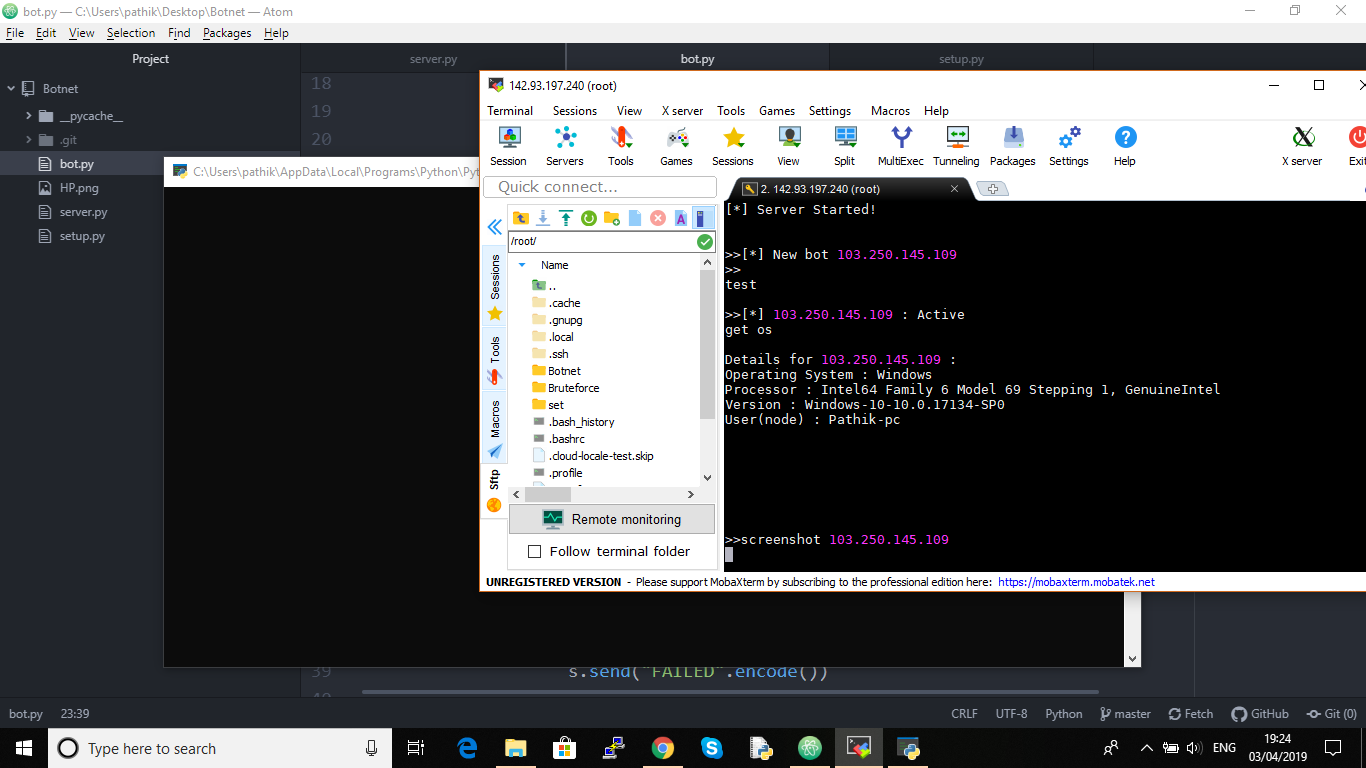 bot.py — C:\Users\pathik\Desktop\Botnet — Atom
File Edit View Selection Find Packages Help
Project
server.py
bot.py
setup.py
Botnet
__pycache__
.git
bot.py
HP.png
server.py
setup.py
18
19
20
C:\Users\pathik\AppData\Local\Programs\Python\Pyt
142.93.197.240 (root)
Terminal Sessions View X server Tools Games Settings Macros Help
Session Servers Tools Games Sessions View Split MultiExec Tunneling Packages Settings Help X server Exit
Quick connect...
2. 142.93.197.240 (root)
/root/
Name
..
.cache
.gnupg
.local
.ssh
Botnet
Bruteforce
set
.bash_history
.bashrc
.cloud-locale-test.skip
.profile
Sessions
Tools
Macros
Sftp
Remote monitoring
Follow terminal folder
[*] Server Started!
>>[*] New bot 103.250.145.109
>>
test
>>[*] 103.250.145.109 : Active
get os
Details for 103.250.145.109 :
Operating System : Windows
Processor : Intel64 Family 6 Model 69 Stepping 1, GenuineIntel
Version : Windows-10-10.0.17134-SP0
User(node) : Pathik-pc
>>screenshot 103.250.145.109
UNREGISTERED VERSION - Please support MobaXterm by subscribing to the professional edition here: https://mobaxterm.mobatek.net
39 s.send("FAILED".encode())
bot.py 23:39 CRLF UTF-8 Python master Fetch GitHub Git (0)
Type here to search
ENG
19:24
03/04/2019